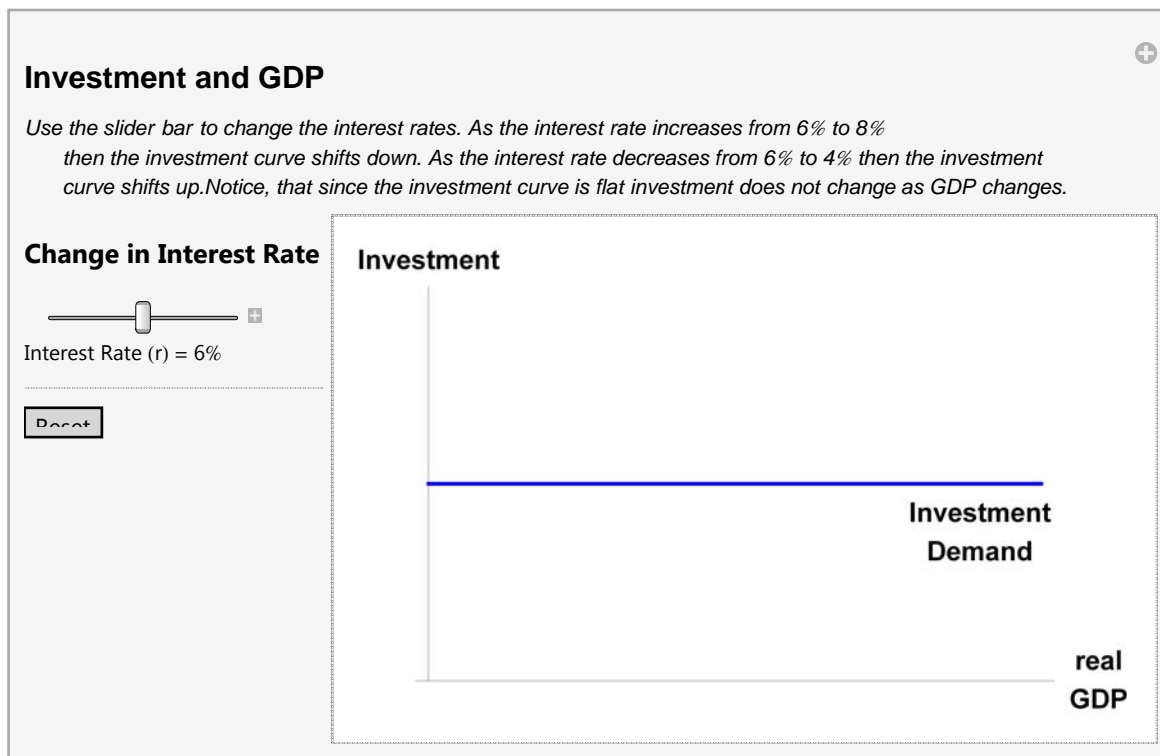 Investment and GDP
Use the slider bar to change the interest rates. As the interest rate increases from 6% to 8%
then the investment curve shifts down. As the interest rate decreases from 6% to 4% then the investment
curve shifts up.Notice, that since the investment curve is flat investment does not change as GDP changes.
Change in Interest Rate
Interest Rate (r) = 6%
Reset
Investment
Investment
Demand
real
GDP